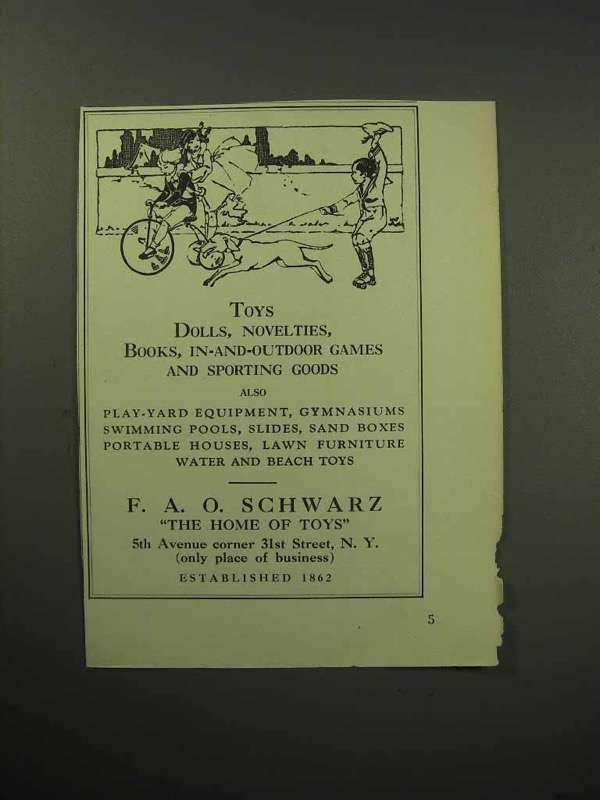 TOYS
DOLLS, NOVELTIES,
BOOKS, IN-AND-OUTDOOR GAMES
AND SPORTING GOODS
ALSO
PLAY-YARD EQUIPMENT, GYMNASIUMS
SWIMMING POOLS, SLIDES, SAND BOXES
PORTABLE HOUSES, LAWN FURNITURE
WATER AND BEACH TOYS
F. A. O. SCHWARZ
"THE HOME OF TOYS"
5th Avenue corner 31st Street, N. Y.
(only place of business)
ESTABLISHED 1862
5